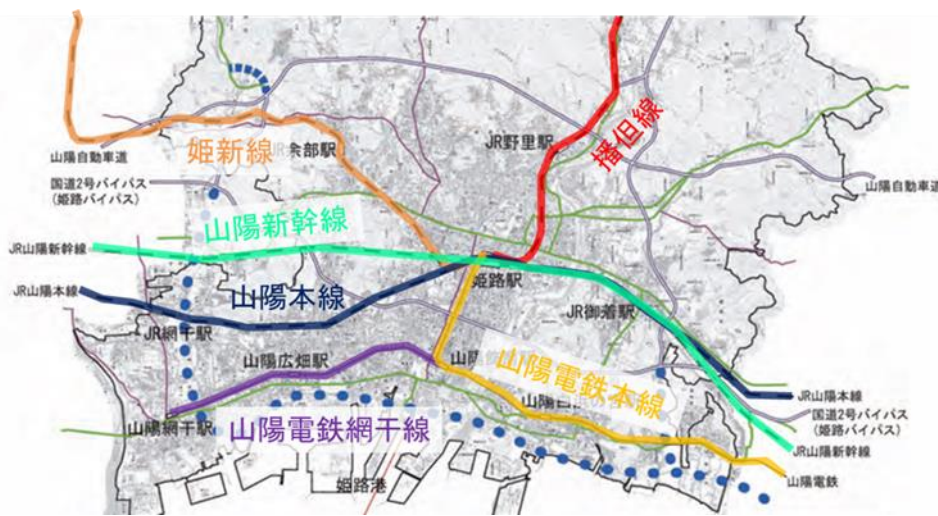 播但線
JR野里駅
姫新線
余部駅
山陽自動車道
国道2号バイパス
(姫路バイパス)
山陽自動車道
山陽新幹線
JR山陽新幹線
姫路駅
JR山陽本線
山陽本線
JR御着駅
JR網干駅
山陽広畑駅
山陽電鉄本線
JR山陽本線
国道2号バイパス
(姫路バイパス)
山陽網干駅
山陽電鉄網干線
JR山陽新幹線
姫路港
山陽電鉄